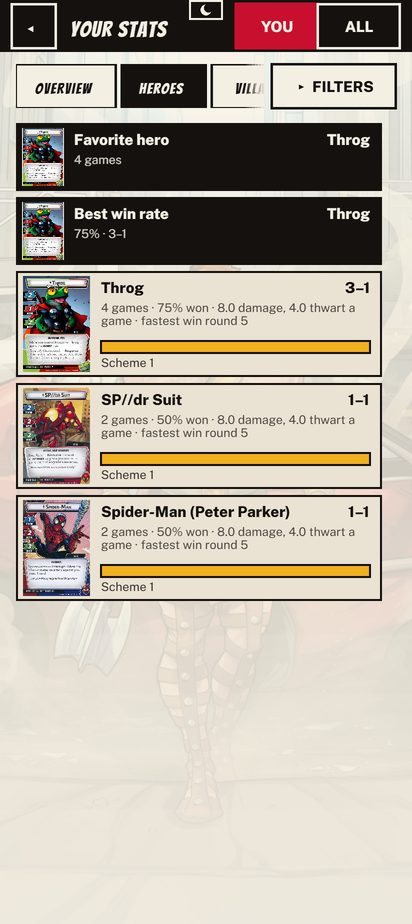 YOUR STATS
YOU
ALL
OVERVIEW
HEROES
FILTERS
Favorite hero
Throg
4 games
Best win rate
Throg
75% · 3–1
Throg
3–1
4 games · 75% won · 8.0 damage, 4.0 thwart a
game · fastest win round 5
Scheme 1
SP//dr Suit
1–1
2 games · 50% won · 8.0 damage, 4.0 thwart a
game · fastest win round 5
Scheme 1
Spider-Man (Peter Parker)
1–1
2 games · 50% won · 8.0 damage, 4.0 thwart a
game · fastest win round 5
Scheme 1